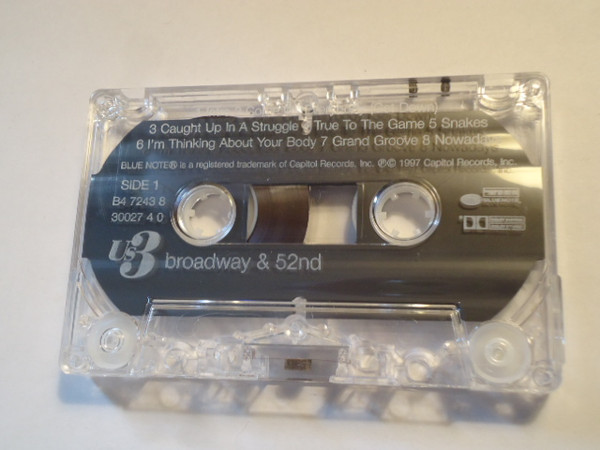 3 Caught Up In A Struggle 4 True To The Game 5 Snakes
6 I'm Thinking About Your Body 7 Grand Groove 8 Nowadays
BLUE NOTE® is a registered trademark of Capitol Records, Inc. ℗© 1997 Capitol Records, Inc.
SIDE 1
B4 7243 8
30027 4 0
Us3 broadway & 52nd